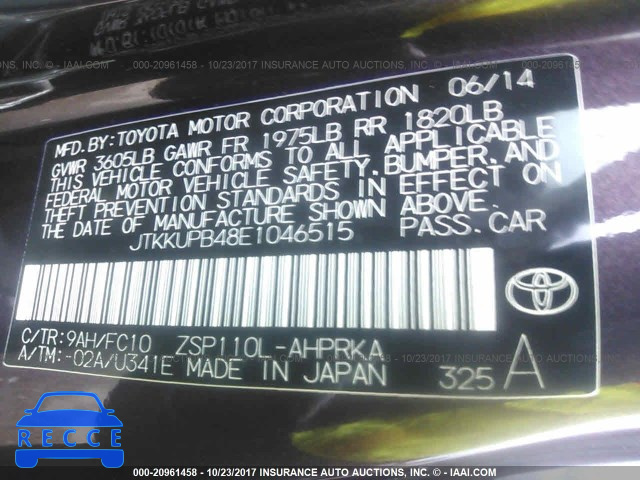 000-20961458 - 10/23/2017 - INSURANCE AUTO AUCTIONS, INC. - © - IAAI.COM
06/14
MFD. BY: TOYOTA MOTOR CORPORATION
GVWR 3605LB GAWR FR 1975LB RR 1820LB
THIS VEHICLE CONFORMS TO ALL APPLICABLE
FEDERAL MOTOR VEHICLE SAFETY, BUMPER, AND
THEFT PREVENTION STANDARDS IN EFFECT ON
THE DATE OF MANUFACTURE SHOWN ABOVE.
JTKKUPB48E1046515 PASS. CAR
C/TR: 9AH/FC10 ZSP110L-AHPRKA
A/TM: -02A/U341E MADE IN JAPAN 325 A
RECCE
000-20961458 - 10/23/2017 - INSURANCE AUTO AUCTIONS, INC. - © - IAAI.COM